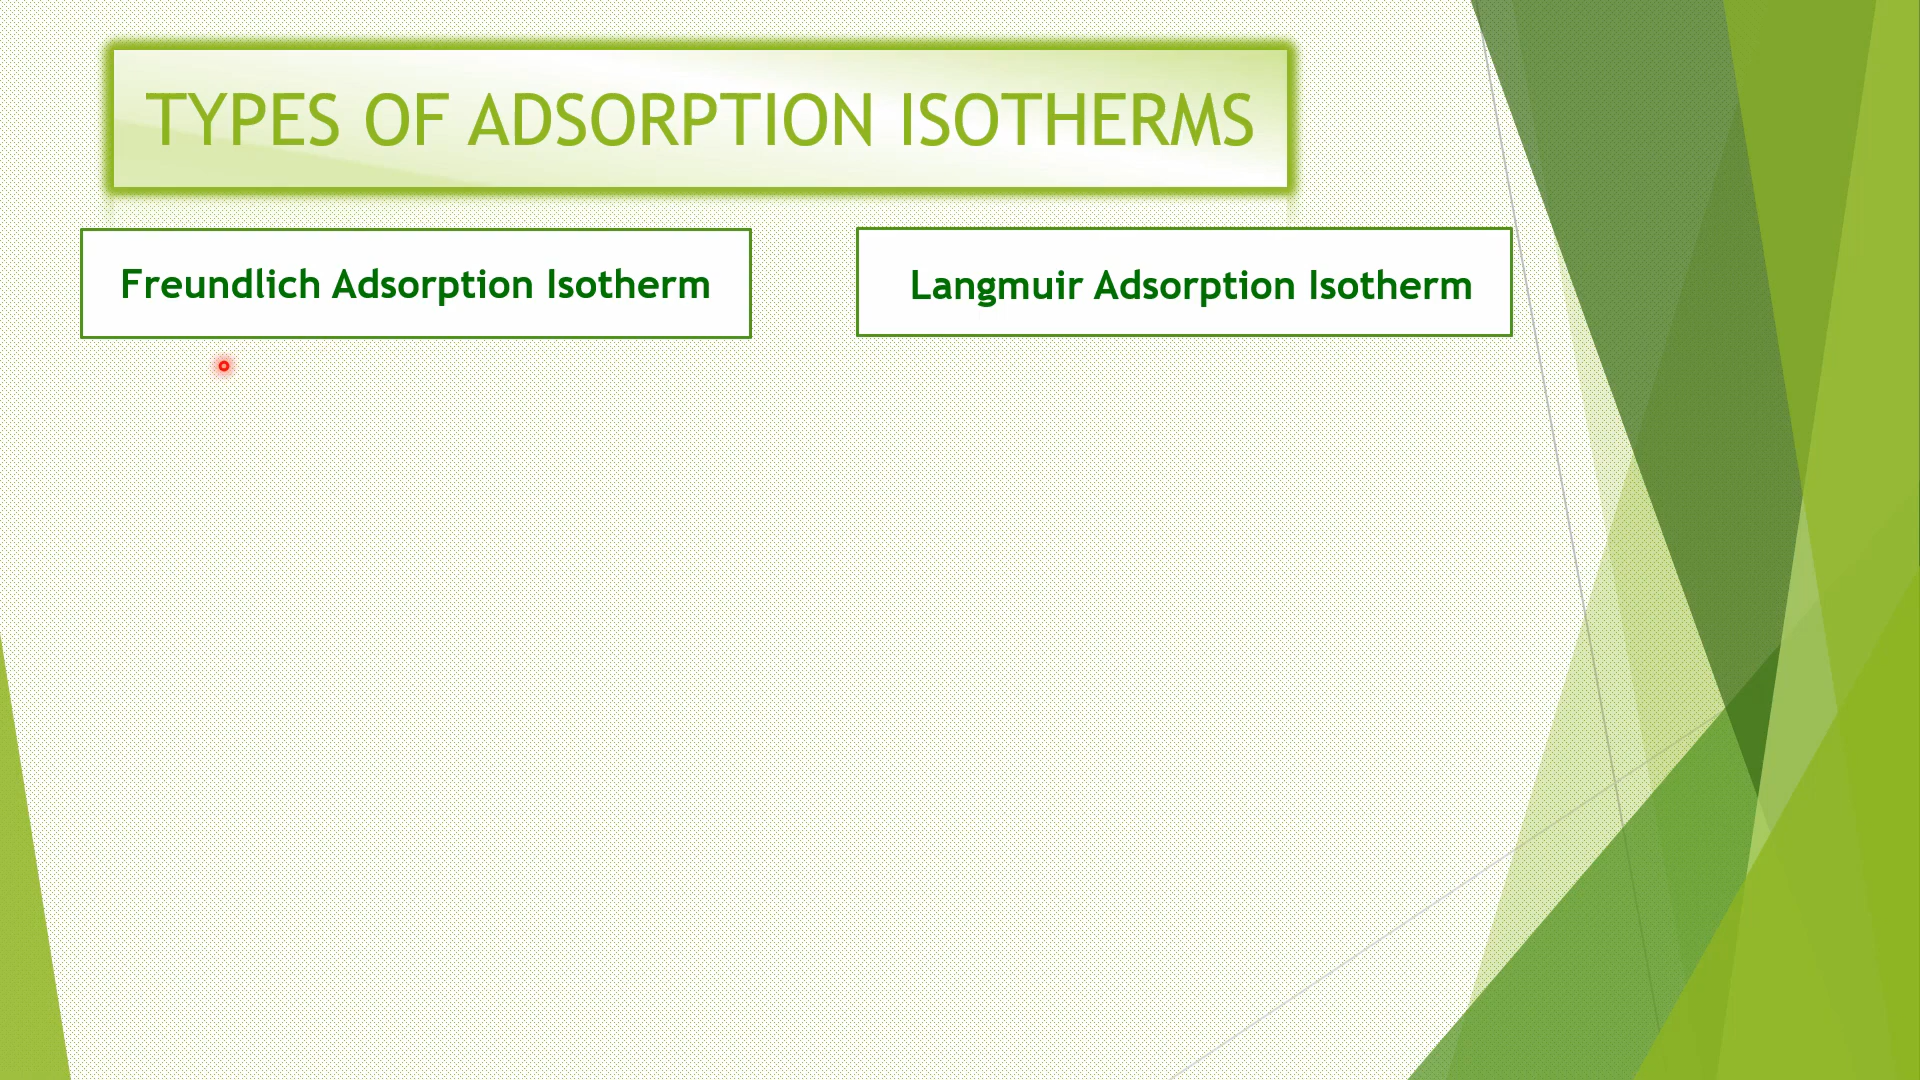 TYPES OF ADSORPTION ISOTHERMS
Freundlich Adsorption Isotherm
Langmuir Adsorption Isotherm